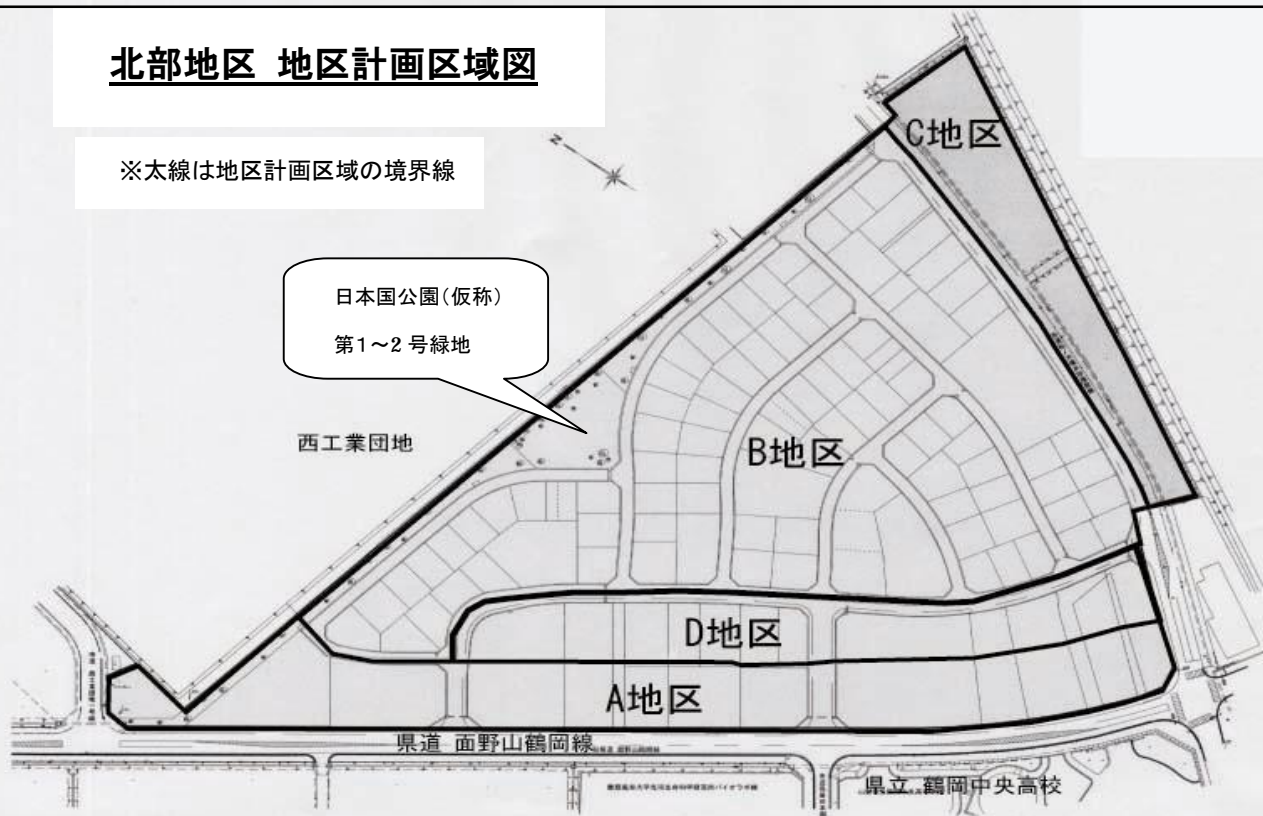 北部地区 地区計画区域図
※太線は地区計画区域の境界線
N
C地区
日本国公園(仮称)
第1～2号緑地
西工業団地
B地区
D地区
A地区
県道 面野山鶴岡線
県立 鶴岡中央高校